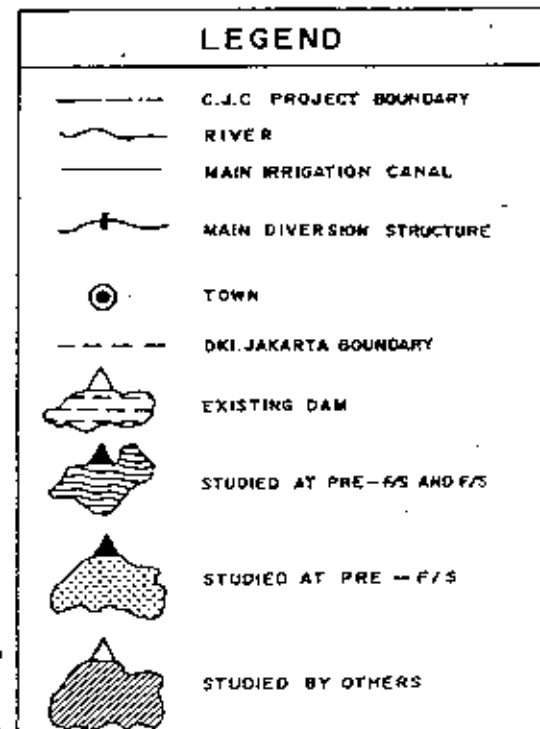 LEGEND
C.J.C PROJECT BOUNDARY
RIVER
MAIN IRRIGATION CANAL
MAIN DIVERSION STRUCTURE
TOWN
DKI.JAKARTA BOUNDARY
EXISTING DAM
STUDIED AT PRE-F/S AND F/S
STUDIED AT PRE - F/S
STUDIED BY OTHERS